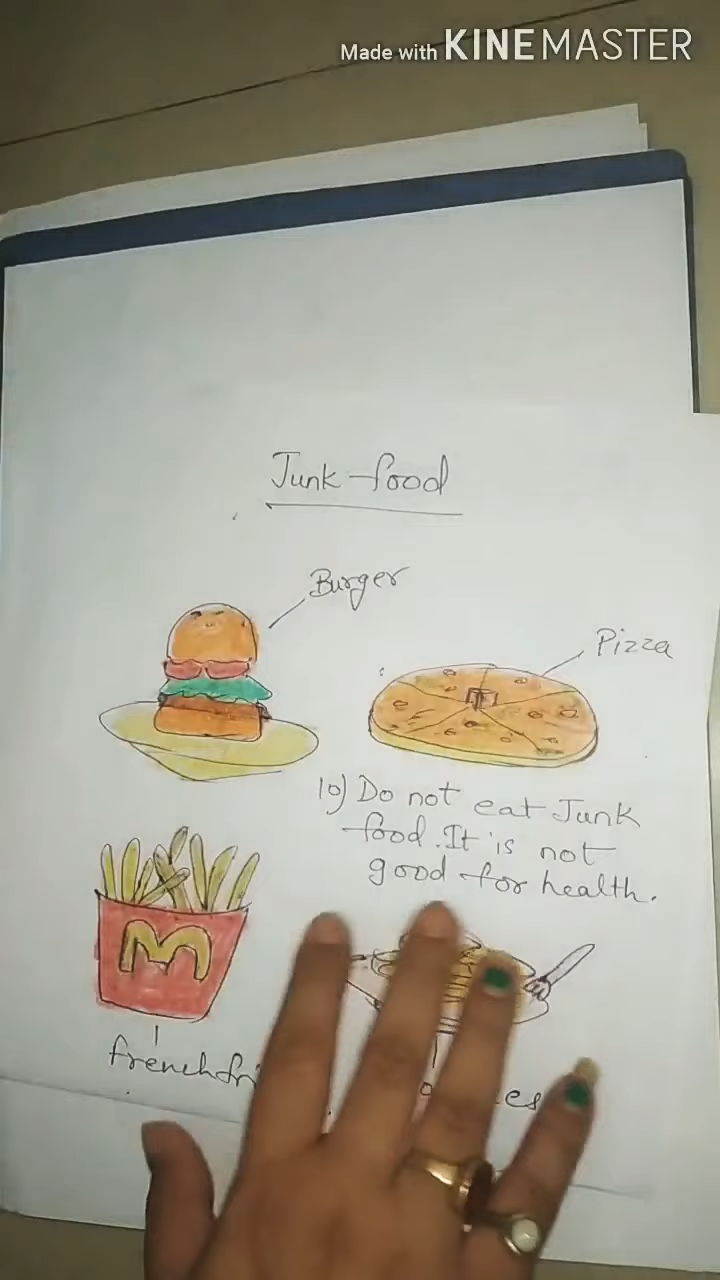 Made with KINEMASTER
Junk-food
Burger
Pizza
10) Do not eat Junk
food. It is not
good for health.
M
french